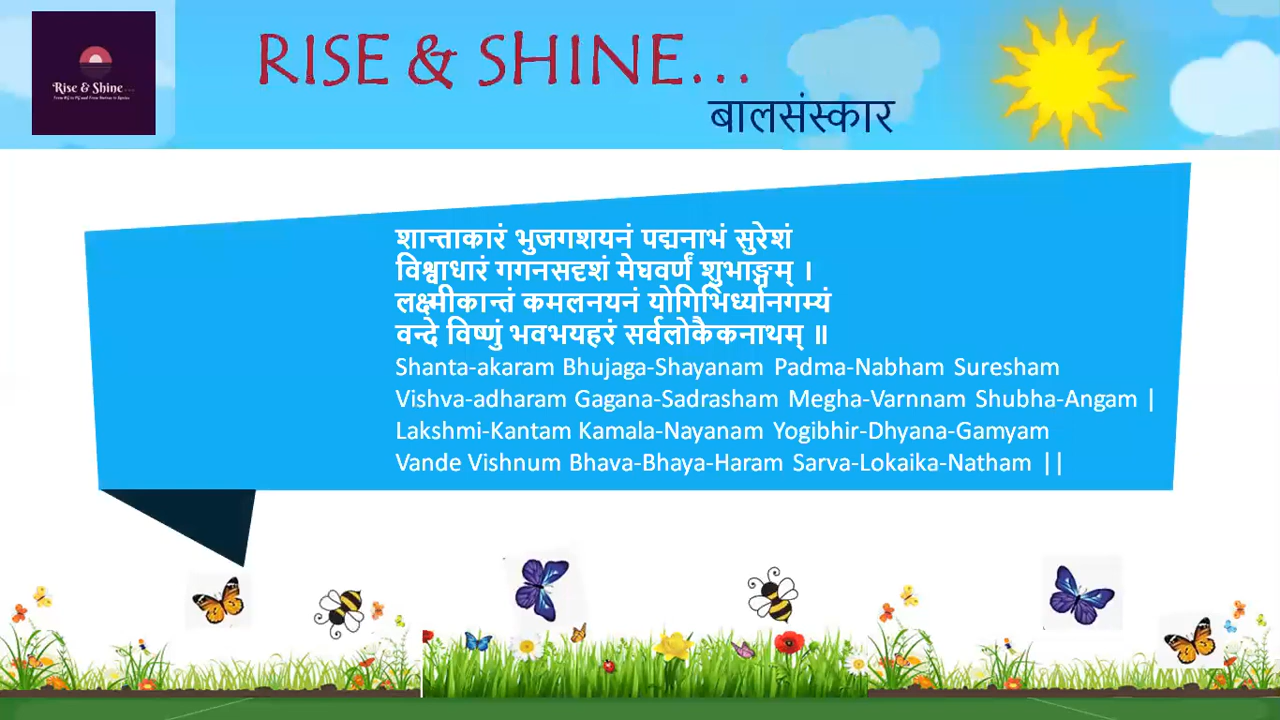 Rise & Shine...
RISE & SHINE...
बालसंस्कार
शान्ताकारं भुजगशयनं पद्मनाभं सुरेशं
विश्वाधारं गगनसदृशं मेघवर्णं शुभाङ्गम् ।
लक्ष्मीकान्तं कमलनयनं योगिभिर्ध्यानगम्यं
वन्दे विष्णुं भवभयहरं सर्वलोकैकनाथम् ॥
Shanta-akaram Bhujaga-Shayanam Padma-Nabham Suresham
Vishva-adharam Gagana-Sadrasham Megha-Varnnam Shubha-Angam |
Lakshmi-Kantam Kamala-Nayanam Yogibhir-Dhyana-Gamyam
Vande Vishnum Bhava-Bhaya-Haram Sarva-Lokaika-Natham ||